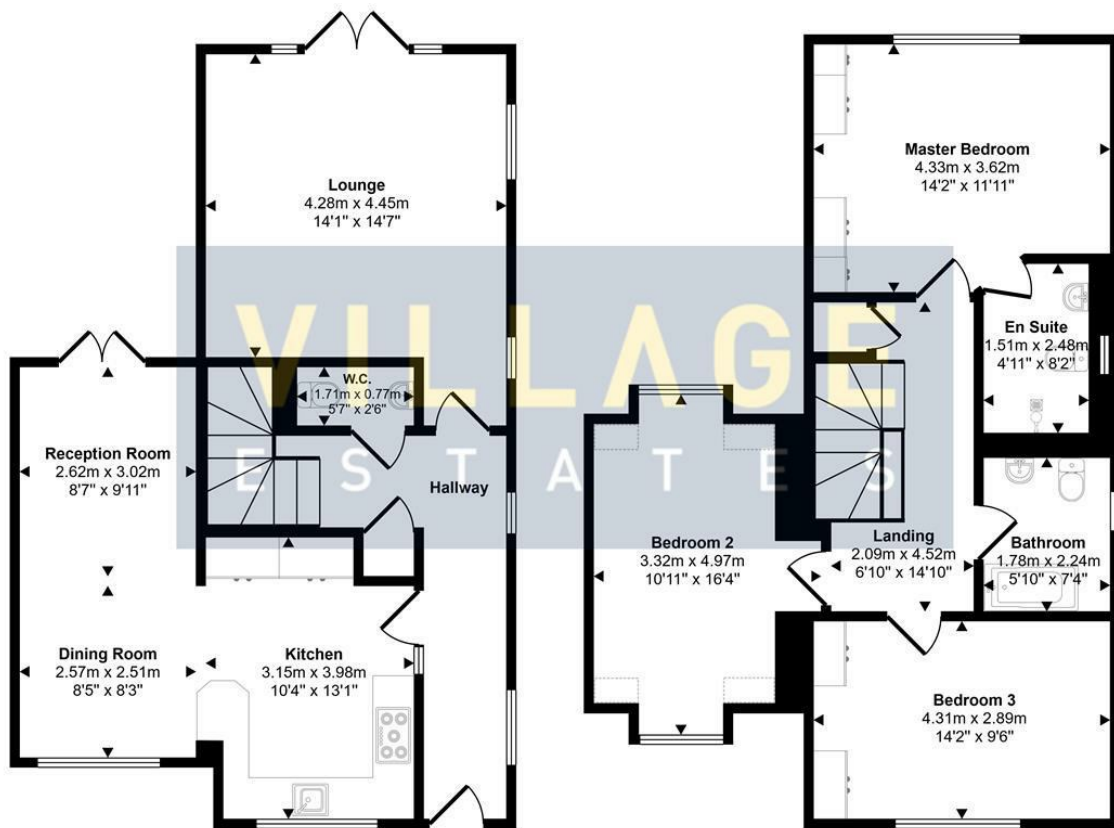 Lounge
4.28m x 4.45m
14'1" x 14'7"
W.C.
1.71m x 0.77m
5'7" x 2'6"
Reception Room
2.62m x 3.02m
8'7" x 9'11"
Hallway
Dining Room
2.57m x 2.51m
8'5" x 8'3"
Kitchen
3.15m x 3.98m
10'4" x 13'1"
Master Bedroom
4.33m x 3.62m
14'2" x 11'11"
En Suite
1.51m x 2.48m
4'11" x 8'2"
Bedroom 2
3.32m x 4.97m
10'11" x 16'4"
Landing
2.09m x 4.52m
6'10" x 14'10"
Bathroom
1.78m x 2.24m
5'10" x 7'4"
Bedroom 3
4.31m x 2.89m
14'2" x 9'6"
VILLAGE
ESTATES